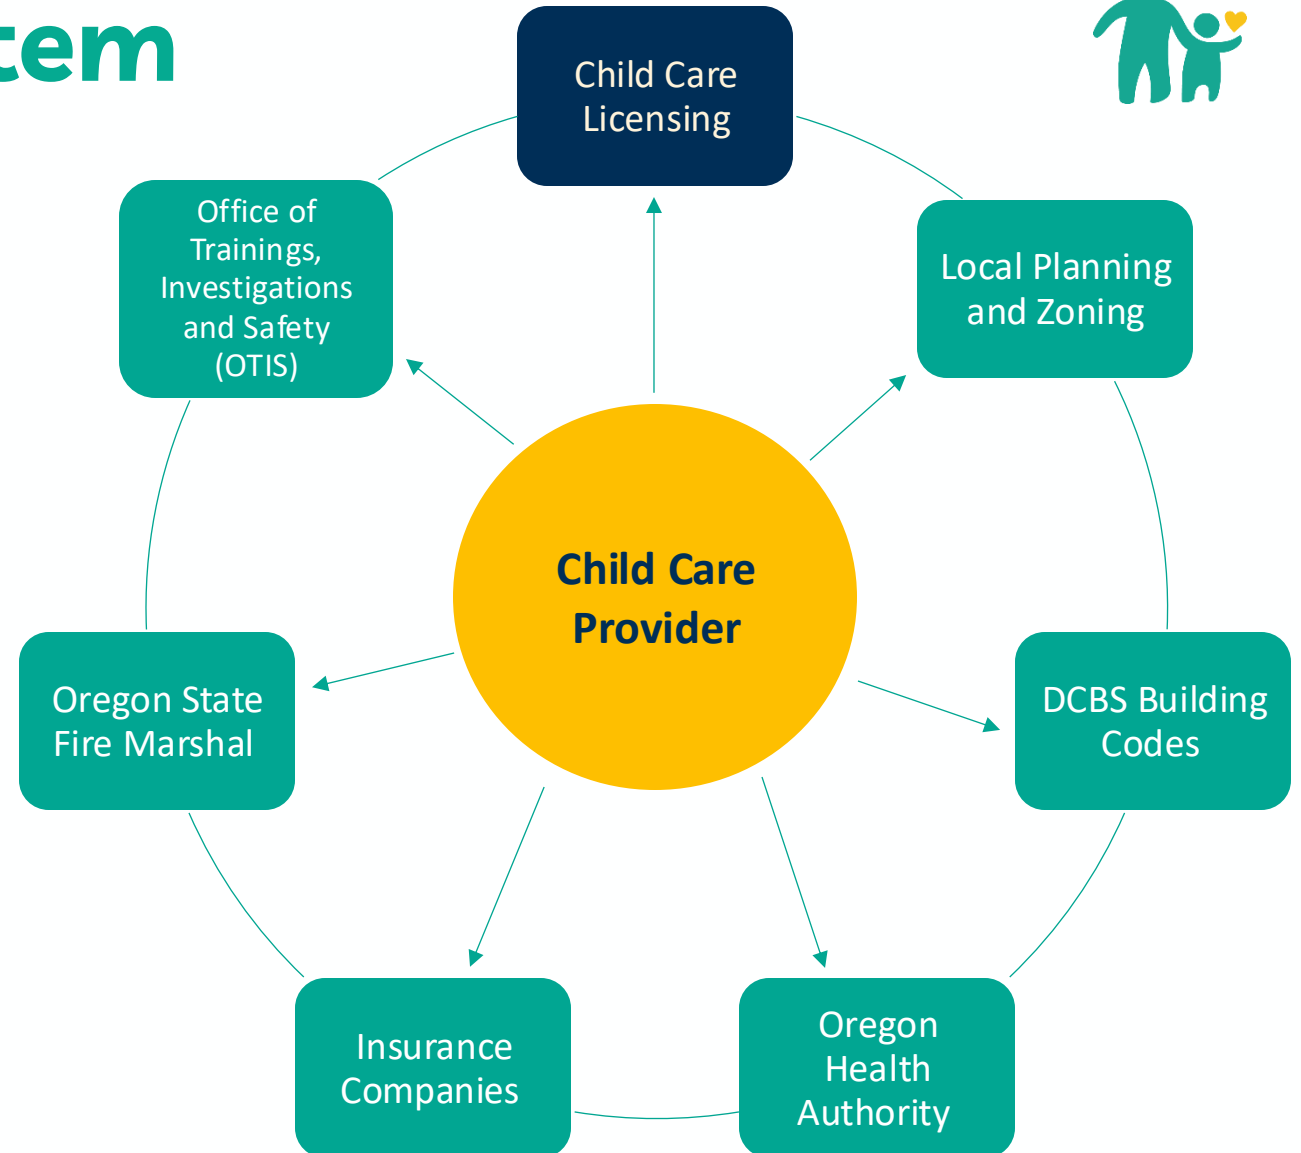 tem
Child Care
Licensing
Office of
Trainings,
Investigations
and Safety
(OTIS)
Local Planning
and Zoning
Child Care
Provider
Oregon State
Fire Marshal
DCBS Building
Codes
Insurance
Companies
Oregon
Health
Authority